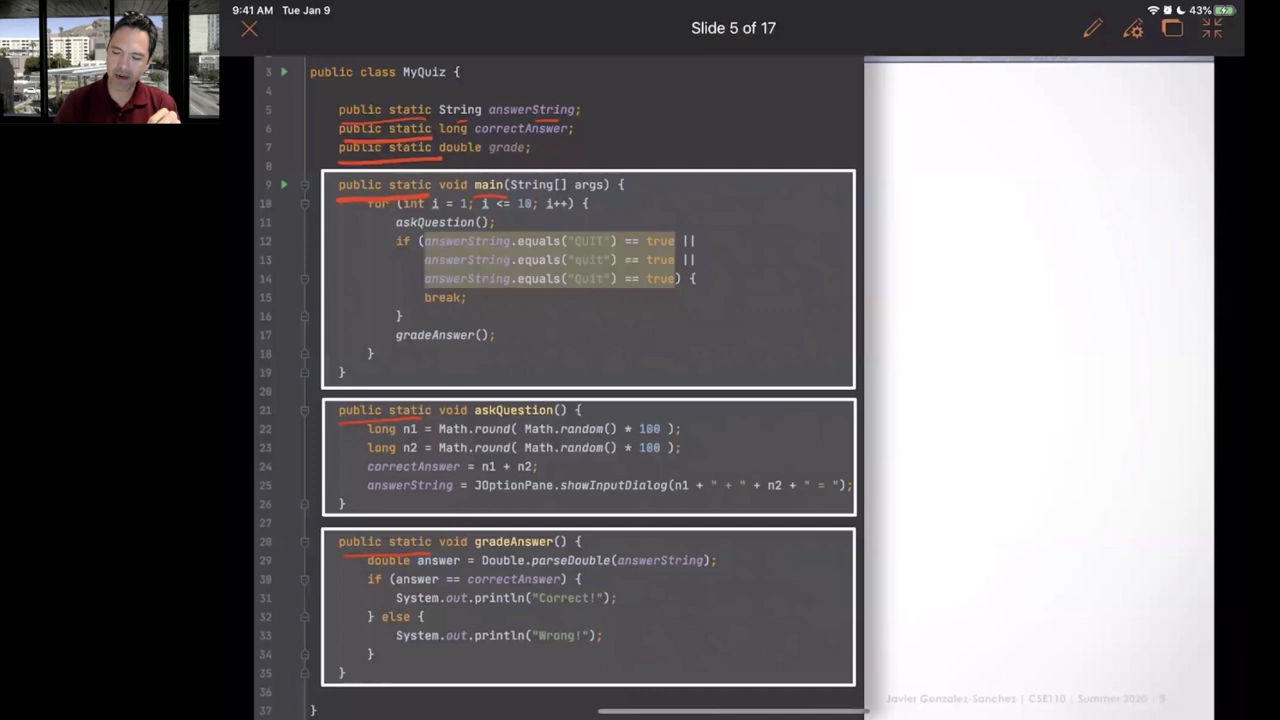 9:41 AM Tue Jan 9
43%
Slide 5 of 17
3 public class MyQuiz {
4
5 public static String answerString;
6 public static long correctAnswer;
7 public static double grade;
8
9 public static void main(String[] args) {
10 for (int i = 1; i <= 10; i++) {
11 askQuestion();
12 if (answerString.equals("QUIT") == true ||
13 answerString.equals("quit") == true ||
14 answerString.equals("Quit") == true) {
15 break;
16 }
17 gradeAnswer();
18 }
19 }
20
21 public static void askQuestion() {
22 long n1 = Math.round( Math.random() * 100 );
23 long n2 = Math.round( Math.random() * 100 );
24 correctAnswer = n1 + n2;
25 answerString = JOptionPane.showInputDialog(n1 + " + " + n2 + " = ");
26 }
27
28 public static void gradeAnswer() {
29 double answer = Double.parseDouble(answerString);
30 if (answer == correctAnswer) {
31 System.out.println("Correct!");
32 } else {
33 System.out.println("Wrong!");
34 }
35 }
36
37 }
Javier Gonzalez-Sanchez | CSE110 | Summer 2020 | 5